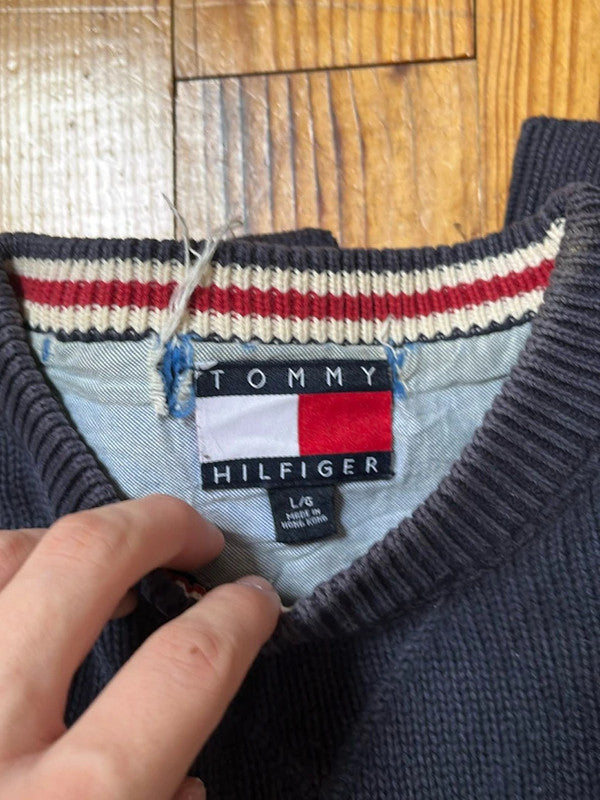 TOMMY
HILFIGER
L/G
MADE IN
HONG KONG